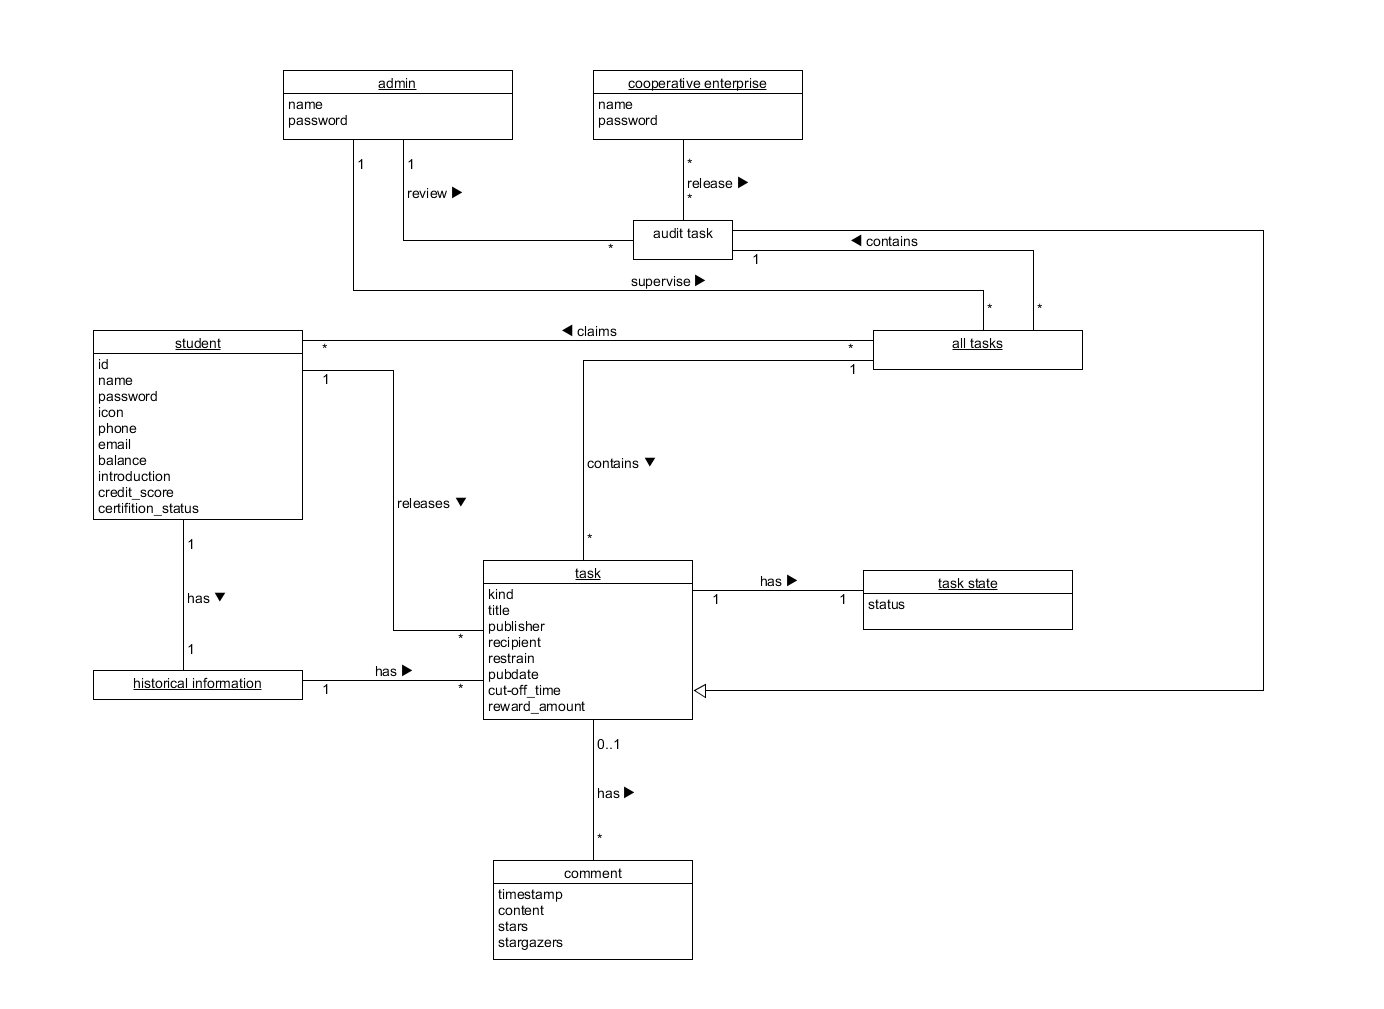 admin
name
password
cooperative enterprise
name
password
1
1
*
review ▶
release ▶
*
audit task
*
◀ contains
1
supervise ▶
*
*
◀ claims
student
*
*
all tasks
id
name
password
icon
phone
email
balance
introduction
credit_score
certifition_status
1
1
contains ▼
releases ▼
*
1
has ▼
1
task
kind
title
publisher
recipient
restrain
pubdate
cut-off_time
reward_amount
has ▶
1
1
task state
status
*
historical information
has ▶
1
*
0..1
has ▶
*
comment
timestamp
content
stars
stargazers